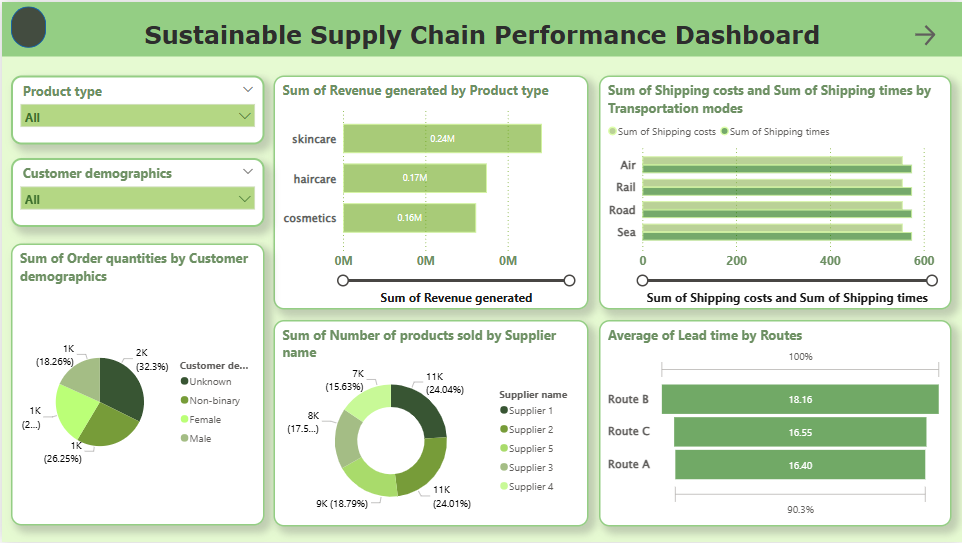 Sustainable Supply Chain Performance Dashboard
Product type
All
Customer demographics
All
Sum of Order quantities by Customer
demographics
1K
(18.26%)
2K
(32.3%)
1K
(2...)
1K
(26.25%)
Customer de...
Unknown
Non-binary
Female
Male
Sum of Revenue generated by Product type
skincare
0.24M
haircare
0.17M
cosmetics
0.16M
0M 0M 0M
Sum of Revenue generated
Sum of Shipping costs and Sum of Shipping times by
Transportation modes
Sum of Shipping costs Sum of Shipping times
Air
Rail
Road
Sea
0 200 400 600
Sum of Shipping costs and Sum of Shipping times
Sum of Number of products sold by Supplier
name
7K
(15.63%)
11K
(24.04%)
8K
(17.5...)
9K (18.79%)
11K
(24.01%)
Supplier name
Supplier 1
Supplier 2
Supplier 5
Supplier 3
Supplier 4
Average of Lead time by Routes
100%
Route B
18.16
Route C
16.55
Route A
16.40
90.3%